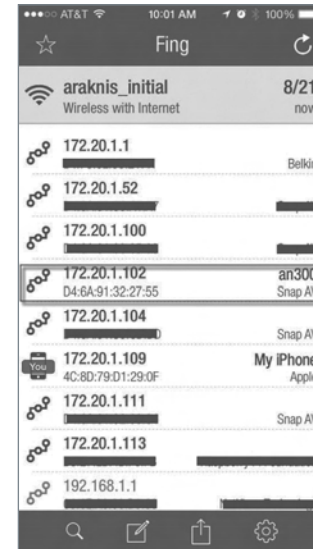 AT&T 10:01 AM 100%
Fing
araknis_initial 8/21
Wireless with Internet now
172.20.1.1
Belkin
172.20.1.52
172.20.1.100
172.20.1.102 an300
D4:6A:91:32:27:55 Snap AV
172.20.1.104
Snap AV
You 172.20.1.109 My iPhone
4C:8D:79:D1:29:0F Apple
172.20.1.111
Snap AV
172.20.1.113
192.168.1.1